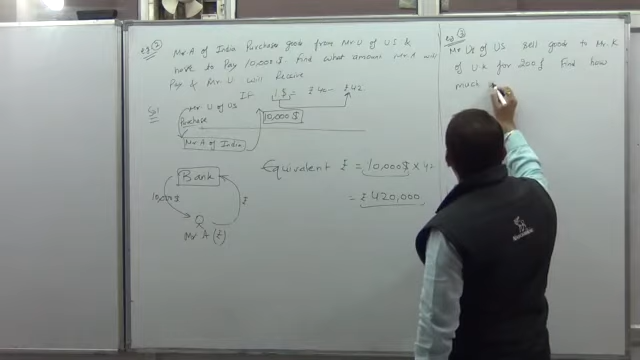 eg ②
Mr A of India Purchase goods from Mr U of US &
have to Pay 10,000 $. Find what amount Mr A will
Pay & Mr U will Receive
If 1 $ = ₹ 40 - ₹ 42
Mr U of US
Purchase
10,000 $
Mr A of India
Equivalent ₹ = 10,000 $ × 42
= ₹ 420,000
Bank
10,000 $
₹
Mr A (₹)
eg ③
Mr Us of US sell goods to Mr. K
of U.K for 200 £ Find how
much